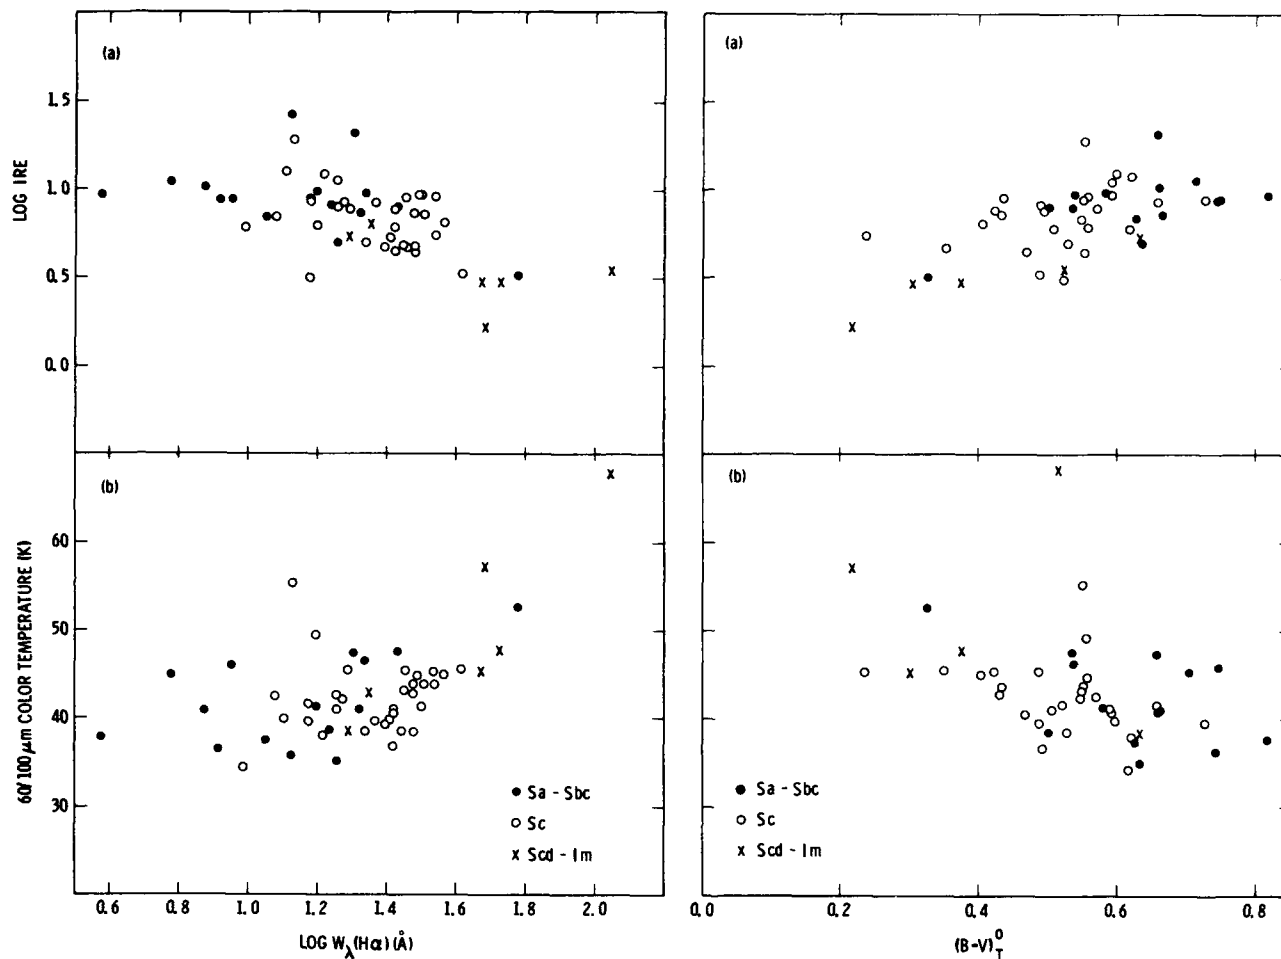 (a)
1.5
1.0
0.5
0.0
LOG IRE
(b)
60
50
40
30
60/100μm COLOR TEMPERATURE (K)
● Sa - Sbc
○ Sc
x Scd - Im
0.6 0.8 1.0 1.2 1.4 1.6 1.8 2.0
LOG W_λ(Hα)(Å)
(a)
(b)
● Sa - Sbc
○ Sc
x Scd - Im
0.0 0.2 0.4 0.6 0.8
(B-V)⁰_T